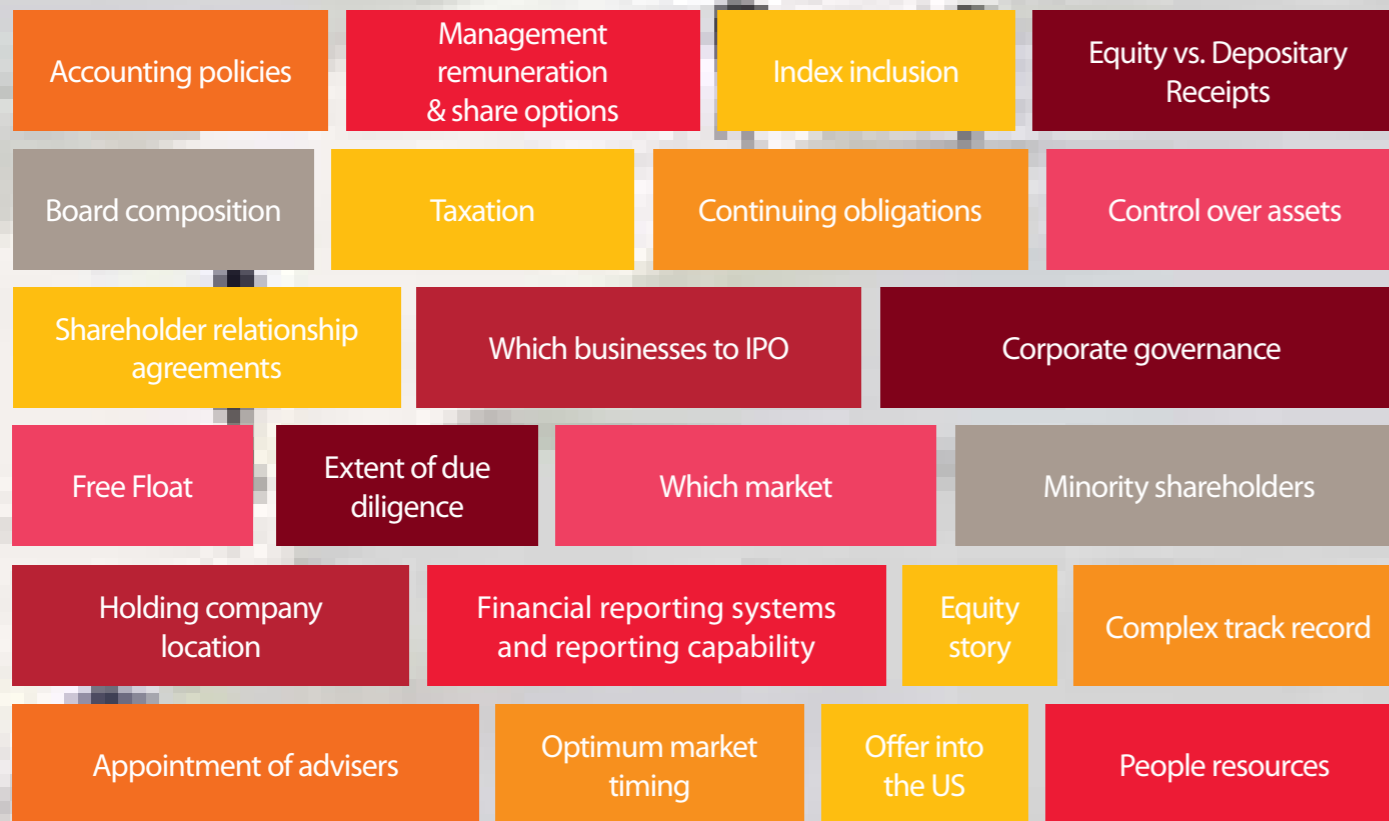 Accounting policies
Management
remuneration
& share options
Index inclusion
Equity vs. Depositary
Receipts
Board composition
Taxation
Continuing obligations
Control over assets
Shareholder relationship
agreements
Which businesses to IPO
Corporate governance
Free Float
Extent of due
diligence
Which market
Minority shareholders
Holding company
location
Financial reporting systems
and reporting capability
Equity
story
Complex track record
Appointment of advisers
Optimum market
timing
Offer into
the US
People resources